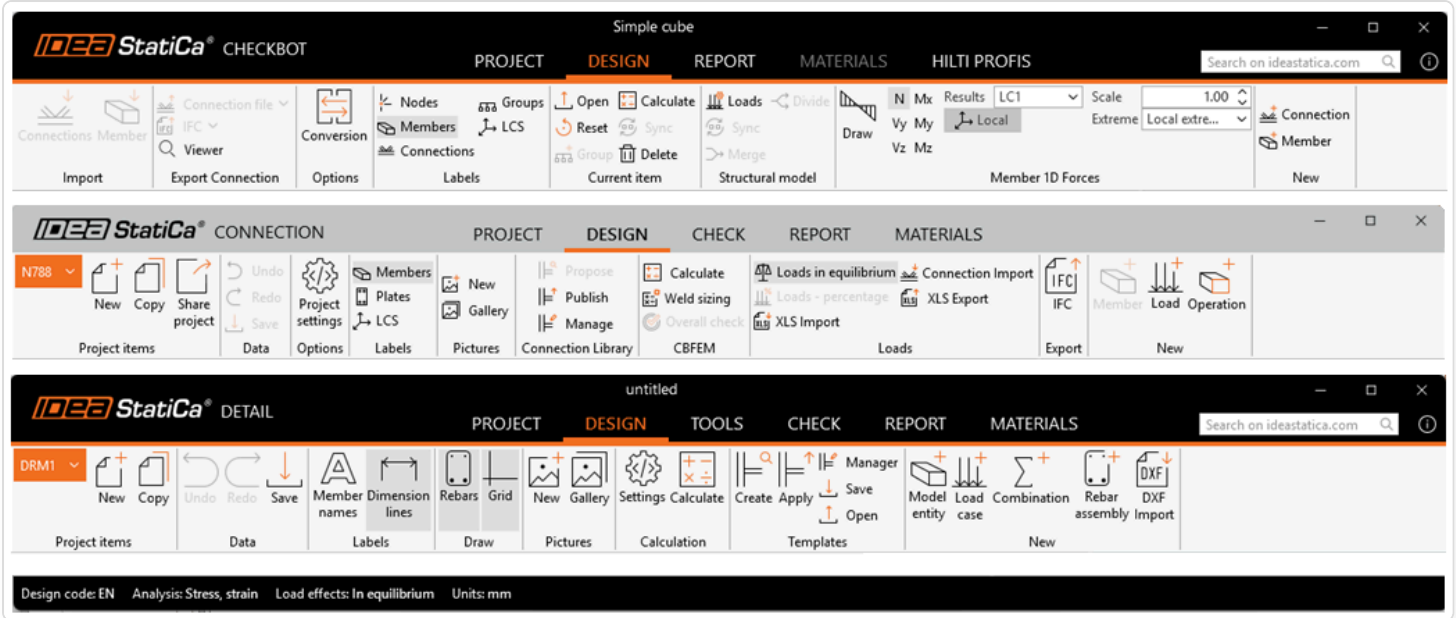 Simple cube
IDEA StatiCa® CHECKBOT
PROJECT DESIGN REPORT MATERIALS HILTI PROFIS Search on ideastatica.com
Connections Member
Import
Connection file
IFC
Viewer
Export Connection
Conversion
Options
Nodes Groups
Members LCS
Connections
Labels
Open Calculate
Reset Sync
Group Delete
Current item
Loads Divide
Sync
Merge
Structural model
Draw
N Mx Results LC1 Scale 1.00
Vy My Local Extreme Local extre...
Vz Mz
Member 1D Forces
Connection
Member
New
IDEA StatiCa® CONNECTION
PROJECT DESIGN CHECK REPORT MATERIALS
N788
New Copy Share project
Project items
Undo
Redo
Save
Data
Project settings
Options
Members
Plates
LCS
Labels
New
Gallery
Pictures
Propose
Publish
Manage
Connection Library
Calculate
Weld sizing
Overall check
CBFEM
Loads in equilibrium Connection Import
Loads - percentage XLS Export
XLS Import
Loads
IFC
IFC
Export
Member Load Operation
New
untitled
IDEA StatiCa® DETAIL
PROJECT DESIGN TOOLS CHECK REPORT MATERIALS Search on ideastatica.com
DRM1
New Copy
Project items
Undo Redo Save
Data
Member names Dimension lines
Labels
Rebars Grid
Draw
New Gallery
Pictures
Settings Calculate
Calculation
Create Apply
Manager
Save
Open
Templates
Model entity Load case Combination Rebar assembly DXF Import
DXF
New
Design code: EN Analysis: Stress, strain Load effects: In equilibrium Units: mm